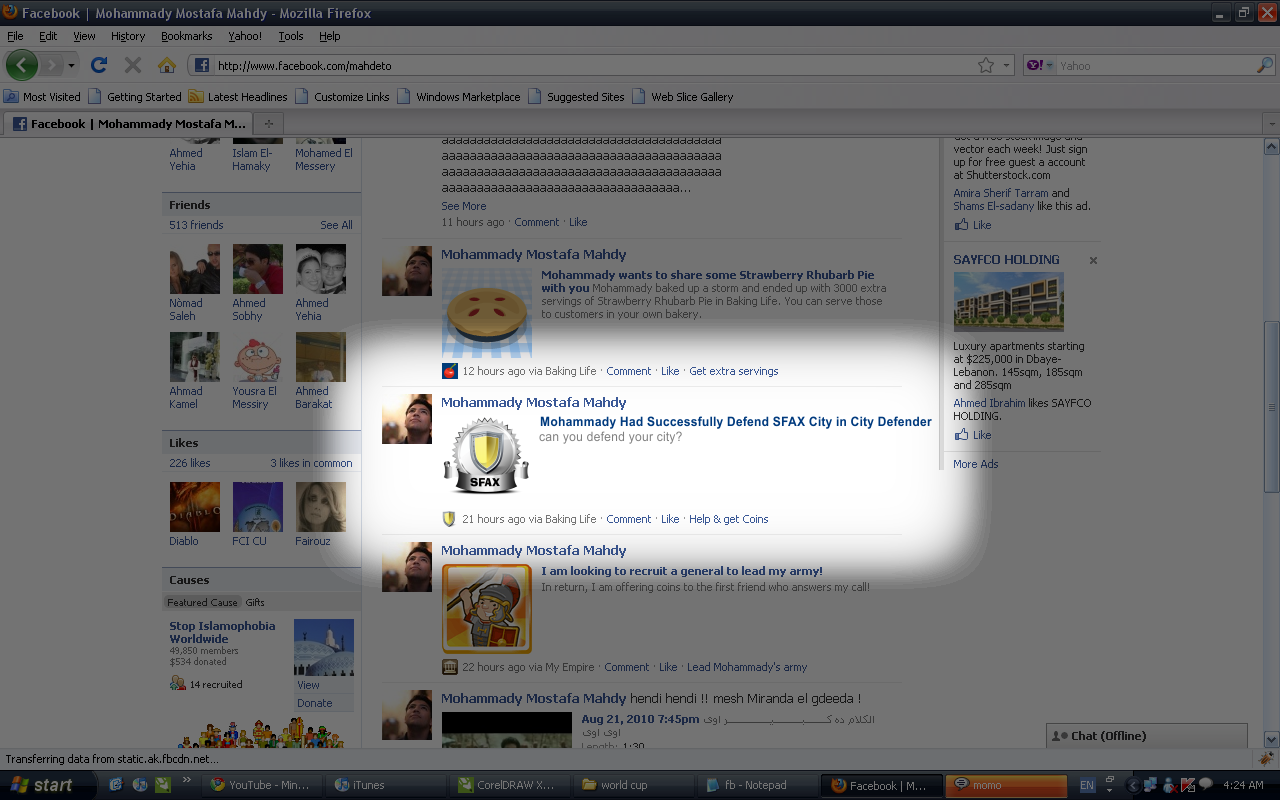 Facebook | Mohammady Mostafa Mahdy - Mozilla Firefox
File Edit View History Bookmarks Yahoo! Tools Help
http://www.facebook.com/mahdeto
Yahoo
Most Visited Getting Started Latest Headlines Customize Links Windows Marketplace Suggested Sites Web Slice Gallery
Facebook | Mohammady Mostafa M...
Ahmed Yehia
Islam El-Hamaky
Mohamed El Messery
Friends
513 friends See All
Nòmad Saleh
Ahmed Sobhy
Ahmed Yehia
Ahmad Kamel
Yousra El Messiry
Ahmed Barakat
Likes
226 likes 3 likes in common
DIABLO
Diablo
FCI CU
Fairouz
Causes
Featured Cause Gifts
Stop Islamophobia
Worldwide
49,850 members
$534 donated
14 recruited
View
Donate
See More
11 hours ago · Comment · Like
Mohammady Mostafa Mahdy
Mohammady wants to share some Strawberry Rhubarb Pie
with you Mohammady baked up a storm and ended up with 3000 extra
servings of Strawberry Rhubarb Pie in Baking Life. You can serve those
to customers in your own bakery.
12 hours ago via Baking Life · Comment · Like · Get extra servings
Mohammady Mostafa Mahdy
Mohammady Had Successfully Defend SFAX City in City Defender
can you defend your city?
SFAX
21 hours ago via Baking Life · Comment · Like · Help & get Coins
Mohammady Mostafa Mahdy
I am looking to recruit a general to lead my army!
In return, I am offering coins to the first friend who answers my call!
22 hours ago via My Empire · Comment · Like · Lead Mohammady's army
Mohammady Mostafa Mahdy hendi hendi !! mesh Miranda el gdeeda !
Aug 21, 2010 7:45pm الكلام ده كـــبـــيـــر اوى
اوى اوى
Length: 1:30
vector each week! Just sign
up for free guest a account
at Shutterstock.com
Amira Sherif Tarram and
Shams El-sadany like this ad.
Like
SAYFCO HOLDING
Luxury apartments starting
at $225,000 in Dbaye-
Lebanon. 145sqm, 185sqm
and 285sqm
Ahmed Ibrahim likes SAYFCO
HOLDING.
Like
More Ads
Chat (Offline)
Transferring data from static.ak.fbcdn.net...
start YouTube - Min... iTunes CorelDRAW X... world cup fb - Notepad Facebook | M... momo EN 4:24 AM